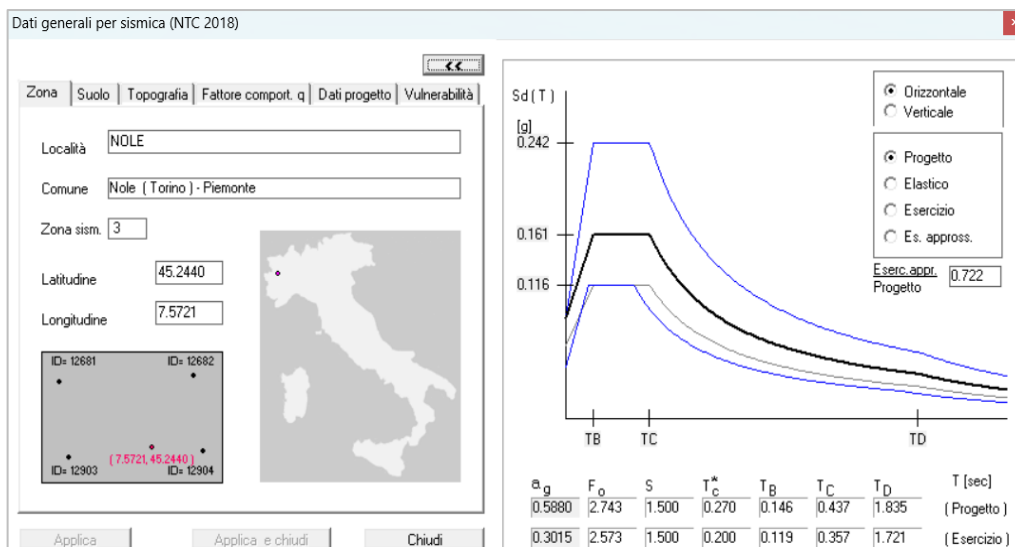 Dati generali per sismica (NTC 2018)
<<
Zona Suolo Topografia Fattore comport. q Dati progetto Vulnerabilità
Località NOLE
Comune Nole ( Torino ) - Piemonte
Zona sism. 3
Latitudine 45.2440
Longitudine 7.5721
ID= 12681 ID= 12682
( 7.5721, 45.2440 )
ID= 12903 ID= 12904
Applica Applica e chiudi Chiudi
Sd ( T )
[g]
0.242
0.161
0.116
TB TC TD
Orizzontale
Verticale
Progetto
Elastico
Esercizio
Es. appross.
Eserc.appr. 0.722
Progetto
ag Fo S Tc* TB TC TD T [sec]
0.5880 2.743 1.500 0.270 0.146 0.437 1.835 ( Progetto )
0.3015 2.573 1.500 0.200 0.119 0.357 1.721 ( Esercizio )